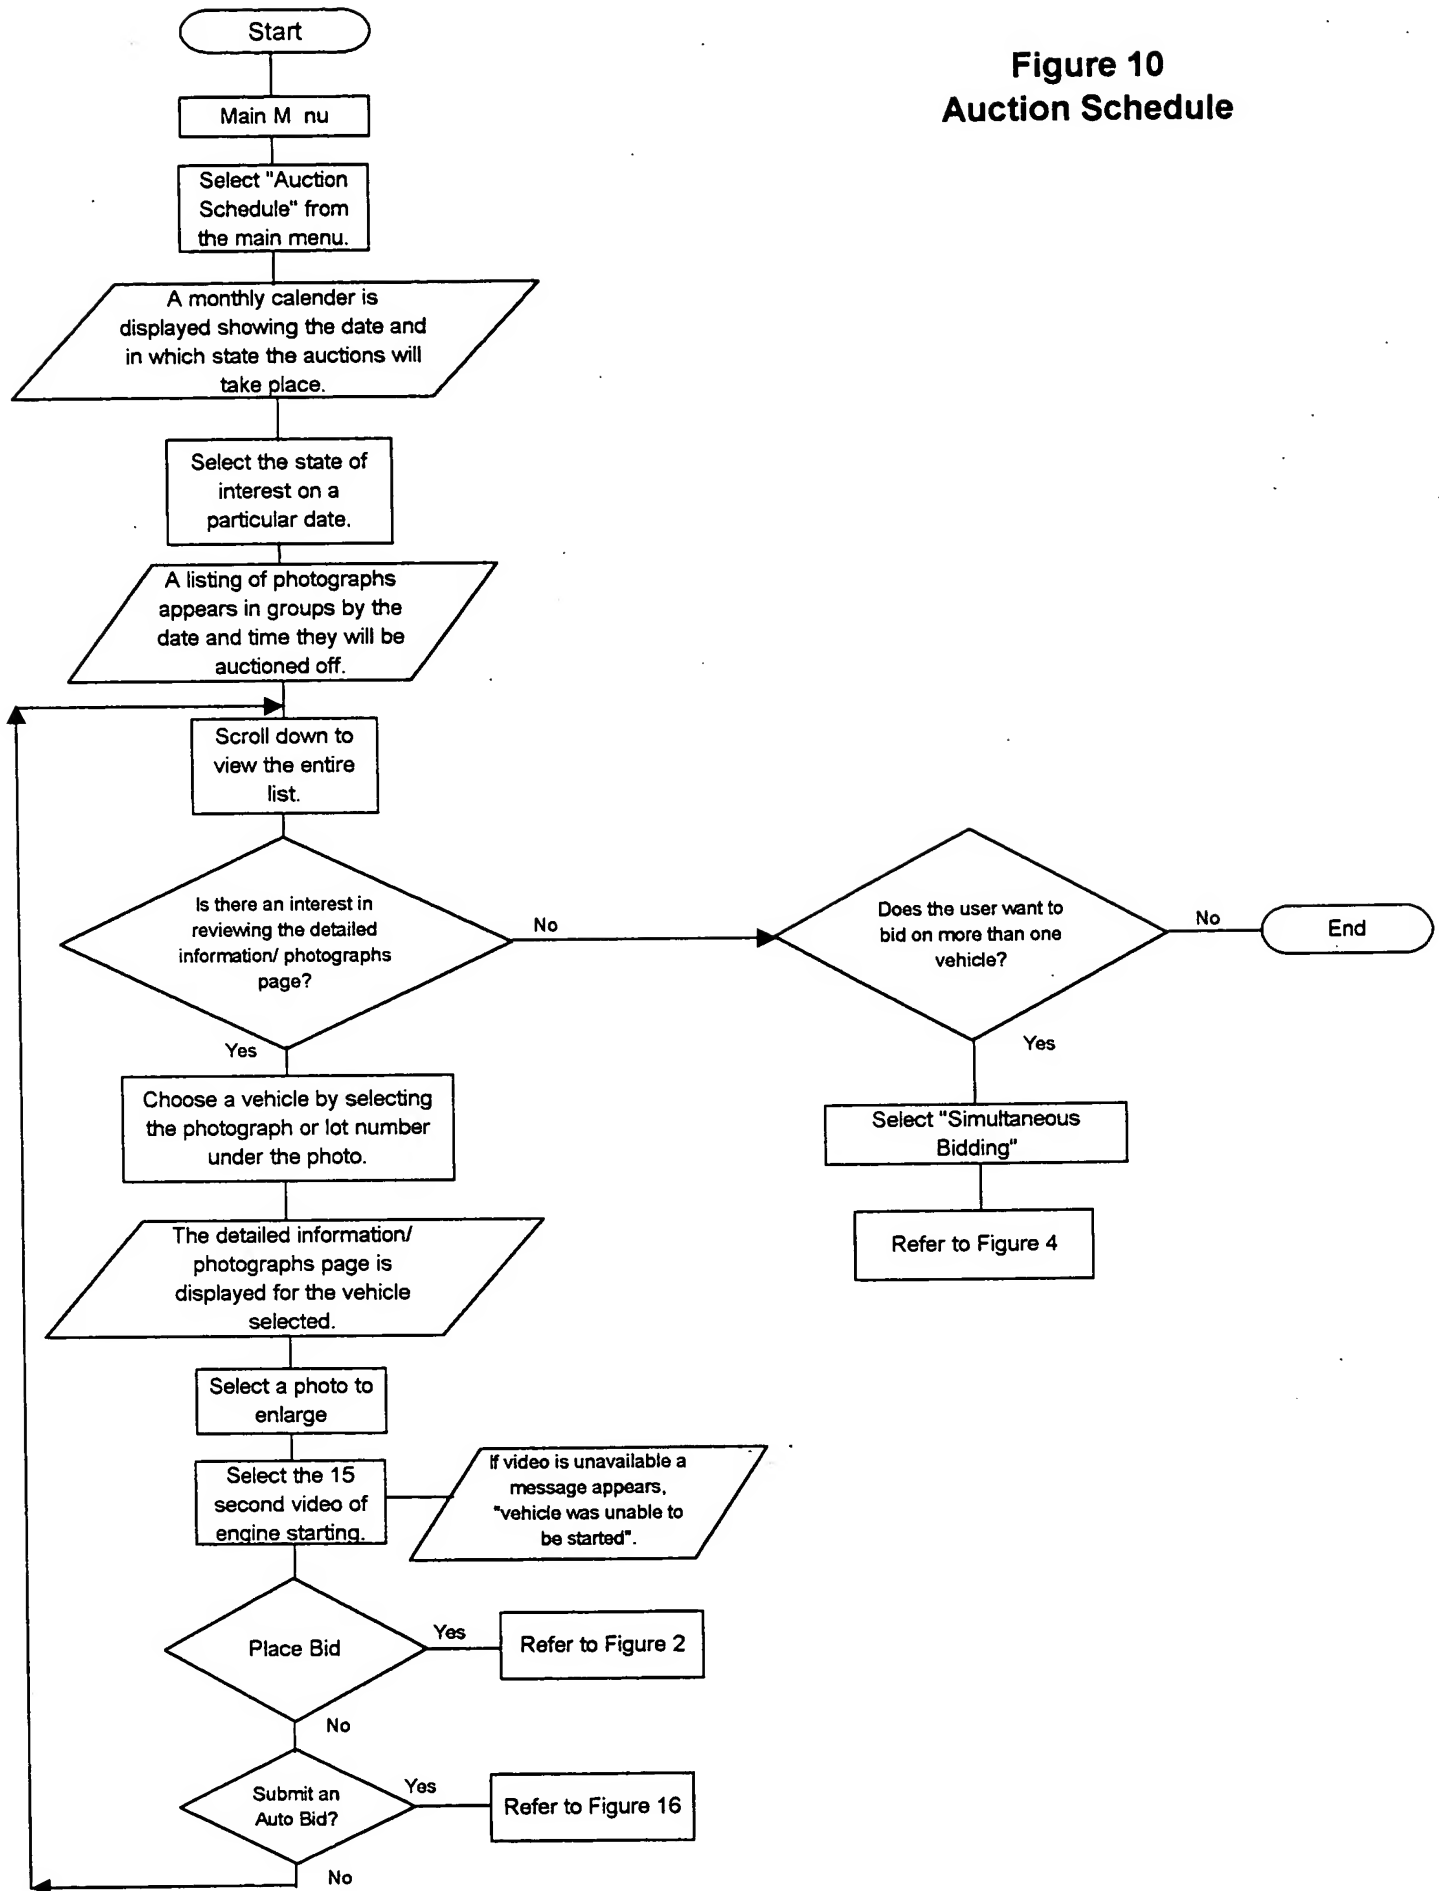 Figure 10
Auction Schedule
Start
Main M nu
Select "Auction
Schedule" from
the main menu.
A monthly calender is
displayed showing the date and
in which state the auctions will
take place.
Select the state of
interest on a
particular date.
A listing of photographs
appears in groups by the
date and time they will be
auctioned off.
Scroll down to
view the entire
list.
Is there an interest in
reviewing the detailed
information/ photographs
page?
No
Does the user want to
bid on more than one
vehicle?
No
End
Yes
Select "Simultaneous
Bidding"
Refer to Figure 4
Yes
Choose a vehicle by selecting
the photograph or lot number
under the photo.
The detailed information/
photographs page is
displayed for the vehicle
selected.
Select a photo to
enlarge
Select the 15
second video of
engine starting.
If video is unavailable a
message appears,
"vehicle was unable to
be started".
Place Bid
Yes
Refer to Figure 2
No
Submit an
Auto Bid?
Yes
Refer to Figure 16
No